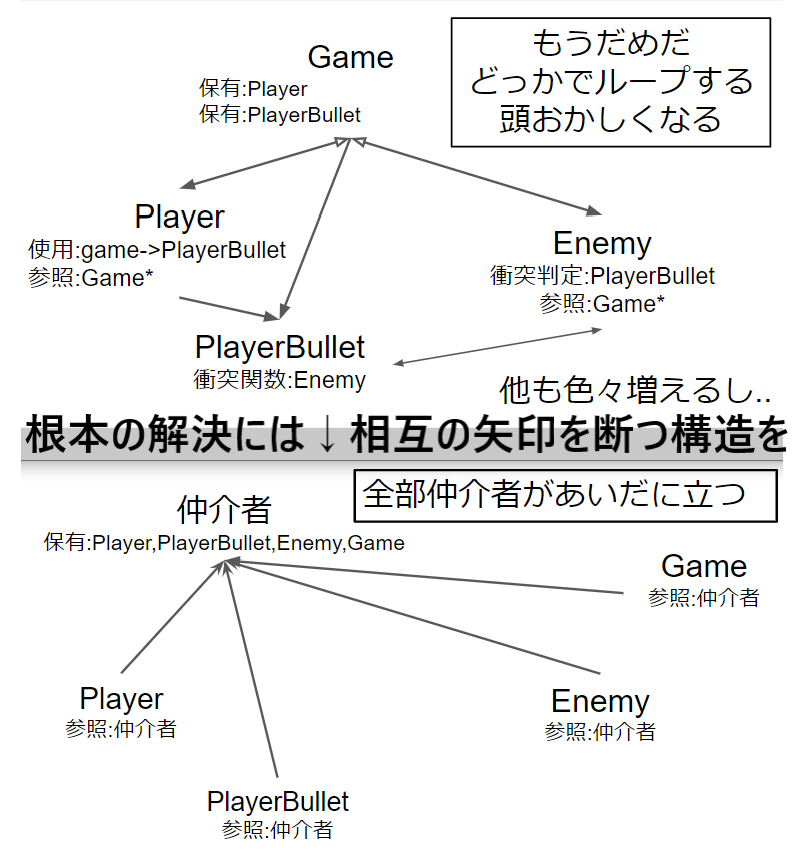 Game
保有:Player
保有:PlayerBullet
もうだめだ
どっかでループする
頭おかしくなる
Player
使用:game->PlayerBullet
参照:Game*
Enemy
衝突判定:PlayerBullet
参照:Game*
PlayerBullet
衝突関数:Enemy
他も色々増えるし..
根本の解決には↓相互の矢印を断つ構造を
全部仲介者があいだに立つ
仲介者
保有:Player,PlayerBullet,Enemy,Game
Game
参照:仲介者
Player
参照:仲介者
Enemy
参照:仲介者
PlayerBullet
参照:仲介者